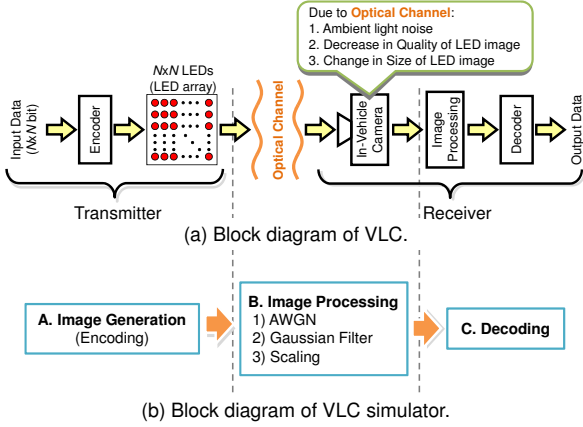 Due to Optical Channel:
1. Ambient light noise
2. Decrease in Quality of LED image
3. Change in Size of LED image
NxN LEDs
(LED array)
Input Data
(NxN bit)
Encoder
Optical Channel
In-Vehicle
Camera
Image
Processing
Decoder
Output Data
Transmitter
Receiver
(a) Block diagram of VLC.
A. Image Generation
(Encoding)
B. Image Processing
1) AWGN
2) Gaussian Filter
3) Scaling
C. Decoding
(b) Block diagram of VLC simulator.